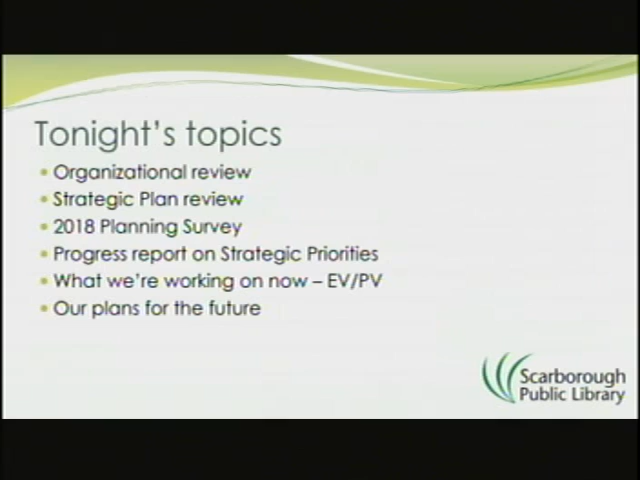 Tonight's topics
• Organizational review
• Strategic Plan review
• 2018 Planning Survey
• Progress report on Strategic Priorities
• What we're working on now – EV/PV
• Our plans for the future
Scarborough
Public Library